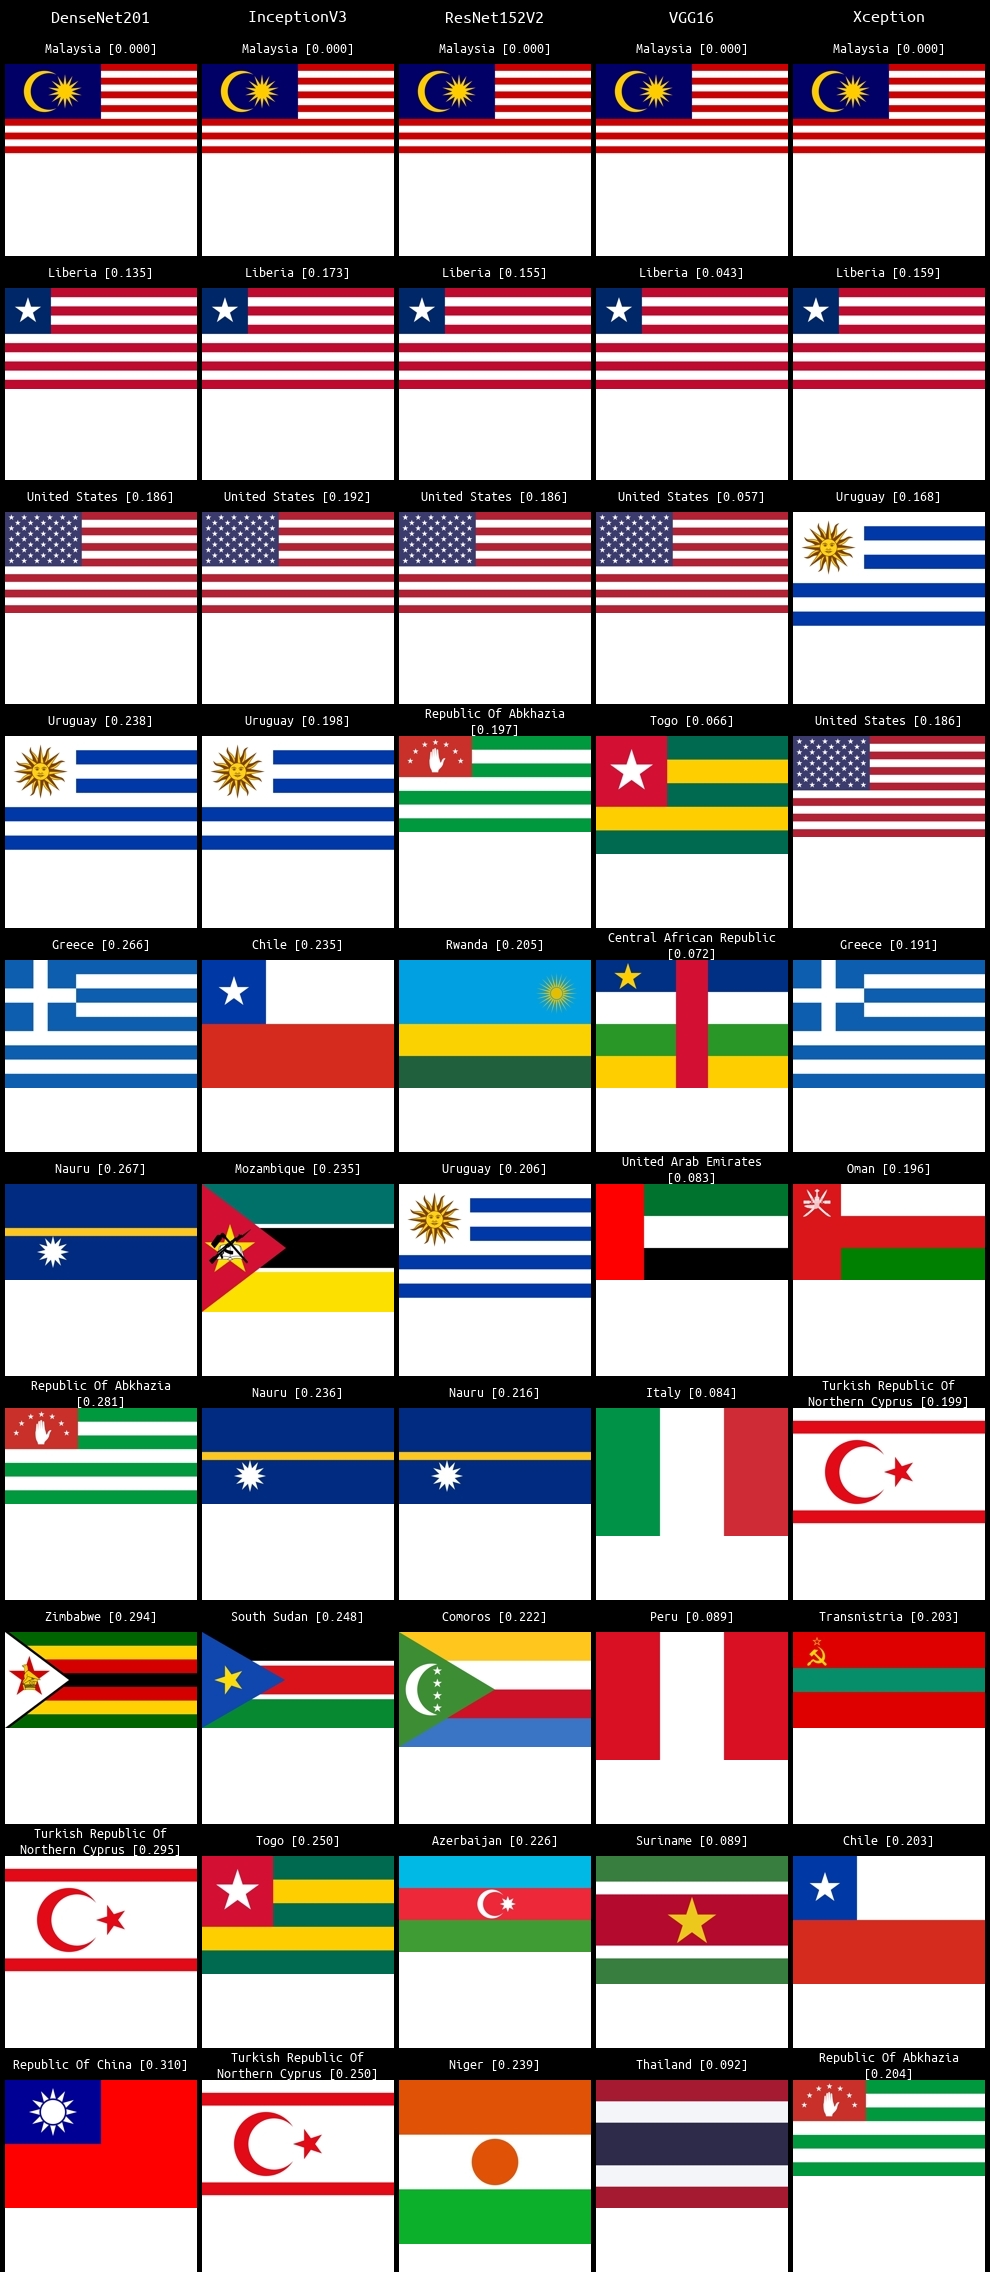 DenseNet201 InceptionV3 ResNet152V2 VGG16 Xception
Malaysia [0.000] Malaysia [0.000] Malaysia [0.000] Malaysia [0.000] Malaysia [0.000]
Liberia [0.135] Liberia [0.173] Liberia [0.155] Liberia [0.043] Liberia [0.159]
United States [0.186] United States [0.192] United States [0.186] United States [0.057] Uruguay [0.168]
Uruguay [0.238] Uruguay [0.198] Republic Of Abkhazia
[0.197] Togo [0.066] United States [0.186]
Greece [0.266] Chile [0.235] Rwanda [0.205] Central African Republic
[0.072] Greece [0.191]
Nauru [0.267] Mozambique [0.235] Uruguay [0.206] United Arab Emirates
[0.083] Oman [0.196]
Republic Of Abkhazia
[0.281] Nauru [0.236] Nauru [0.216] Italy [0.084] Turkish Republic Of
Northern Cyprus [0.199]
Zimbabwe [0.294] South Sudan [0.248] Comoros [0.222] Peru [0.089] Transnistria [0.203]
Turkish Republic Of
Northern Cyprus [0.295] Togo [0.250] Azerbaijan [0.226] Suriname [0.089] Chile [0.203]
Republic Of China [0.310] Turkish Republic Of
Northern Cyprus [0.250] Niger [0.239] Thailand [0.092] Republic Of Abkhazia
[0.204]